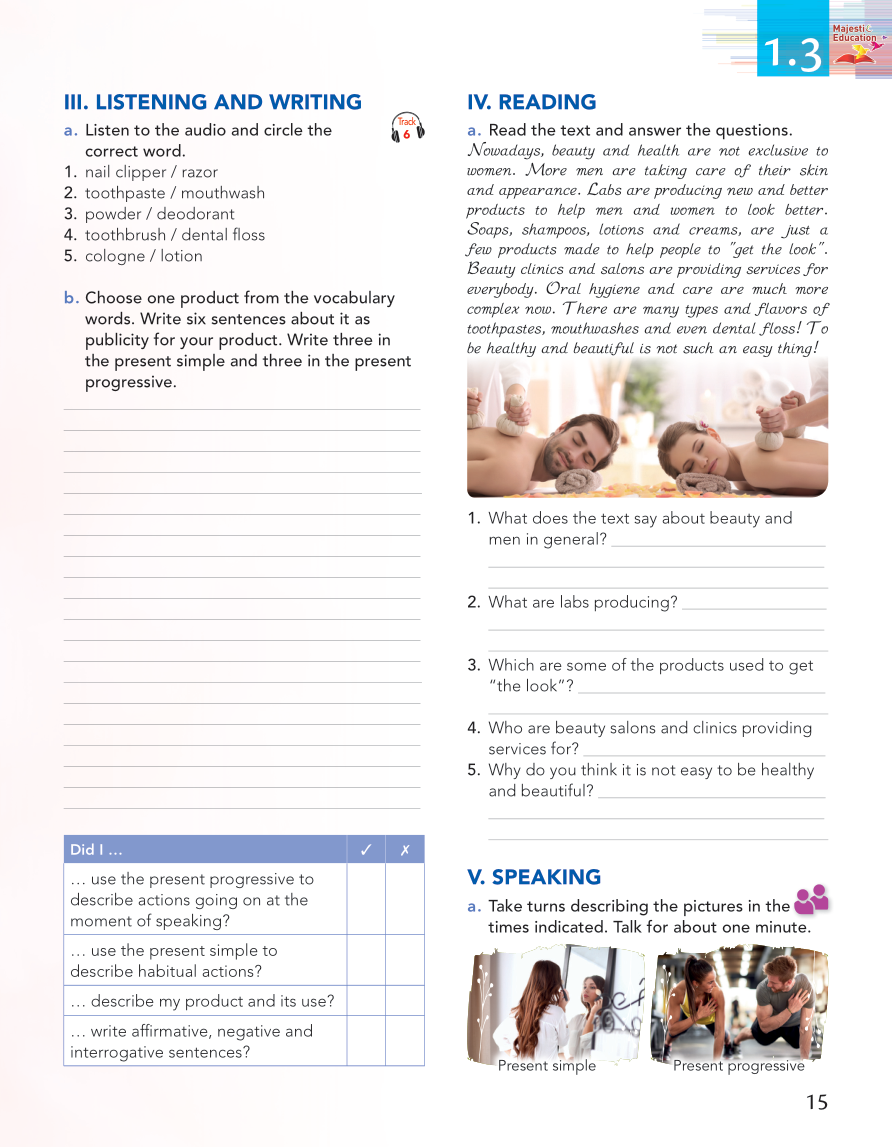 1.3
Majestic
Education
III. LISTENING AND WRITING
a. Listen to the audio and circle the
correct word.
Track
6
1. nail clipper / razor
2. toothpaste / mouthwash
3. powder / deodorant
4. toothbrush / dental floss
5. cologne / lotion
b. Choose one product from the vocabulary
words. Write six sentences about it as
publicity for your product. Write three in
the present simple and three in the present
progressive.
Did I ... ✓ ✗
... use the present progressive to
describe actions going on at the
moment of speaking?
... use the present simple to
describe habitual actions?
... describe my product and its use?
... write affirmative, negative and
interrogative sentences?
IV. READING
a. Read the text and answer the questions.
Nowadays, beauty and health are not exclusive to
women. More men are taking care of their skin
and appearance. Labs are producing new and better
products to help men and women to look better.
Soaps, shampoos, lotions and creams, are just a
few products made to help people to "get the look".
Beauty clinics and salons are providing services for
everybody. Oral hygiene and care are much more
complex now. There are many types and flavors of
toothpastes, mouthwashes and even dental floss! To
be healthy and beautiful is not such an easy thing!
1. What does the text say about beauty and
men in general?
2. What are labs producing?
3. Which are some of the products used to get
“the look”?
4. Who are beauty salons and clinics providing
services for?
5. Why do you think it is not easy to be healthy
and beautiful?
V. SPEAKING
a. Take turns describing the pictures in the
times indicated. Talk for about one minute.
Present simple
Present progressive
15